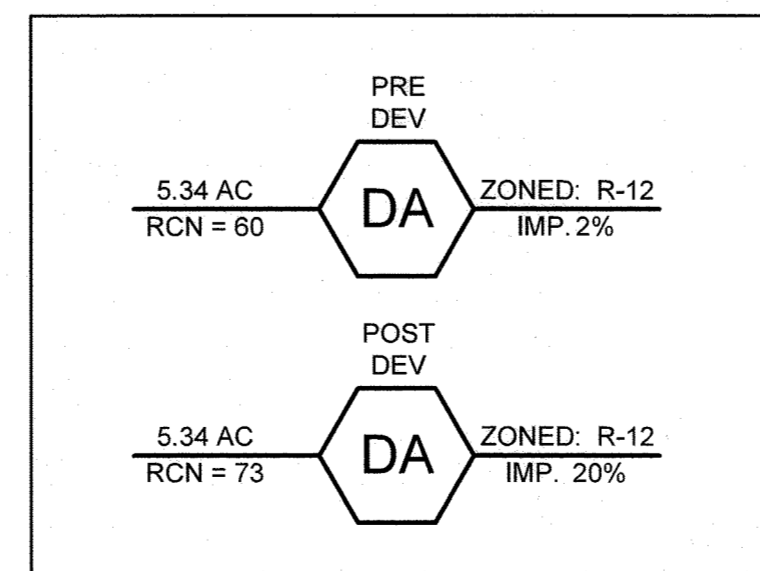 PRE
DEV
5.34 AC
DA
ZONED: R-12
RCN = 60
IMP. 2%
POST
DEV
5.34 AC
DA
ZONED: R-12
RCN = 73
IMP. 20%